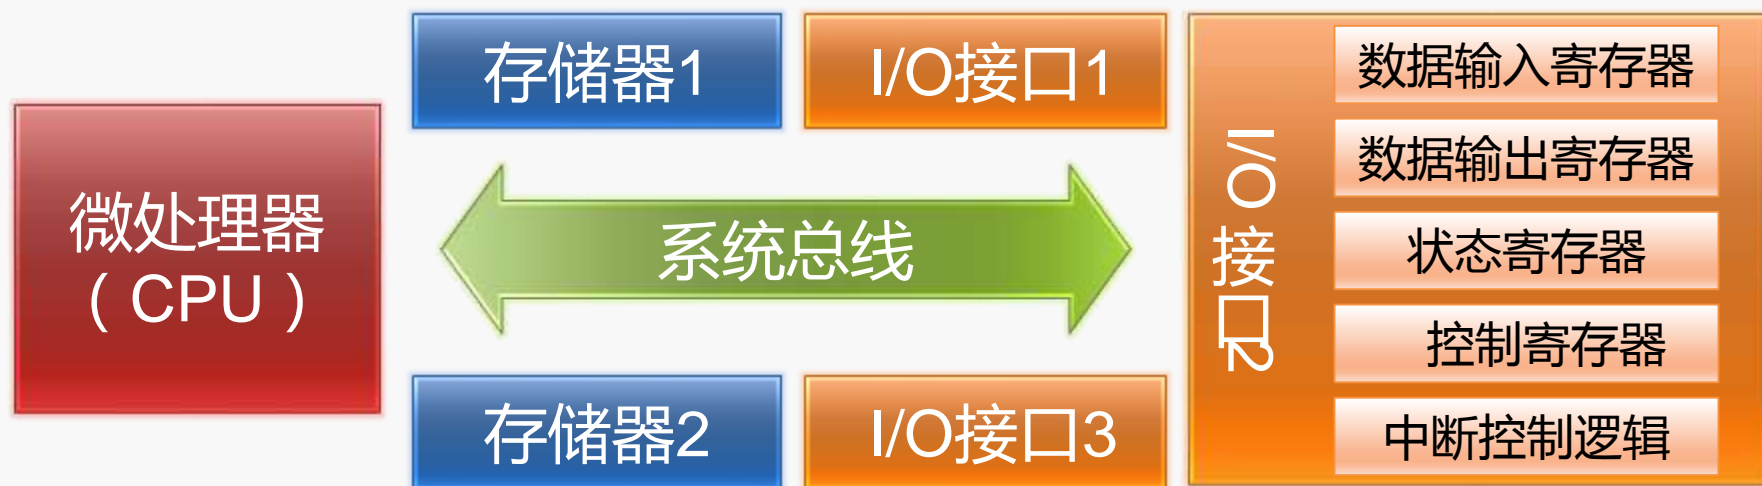 微处理器
（CPU）
存储器1
I/O接口1
系统总线
存储器2
I/O接口3
I/O接口2
数据输入寄存器
数据输出寄存器
状态寄存器
控制寄存器
中断控制逻辑